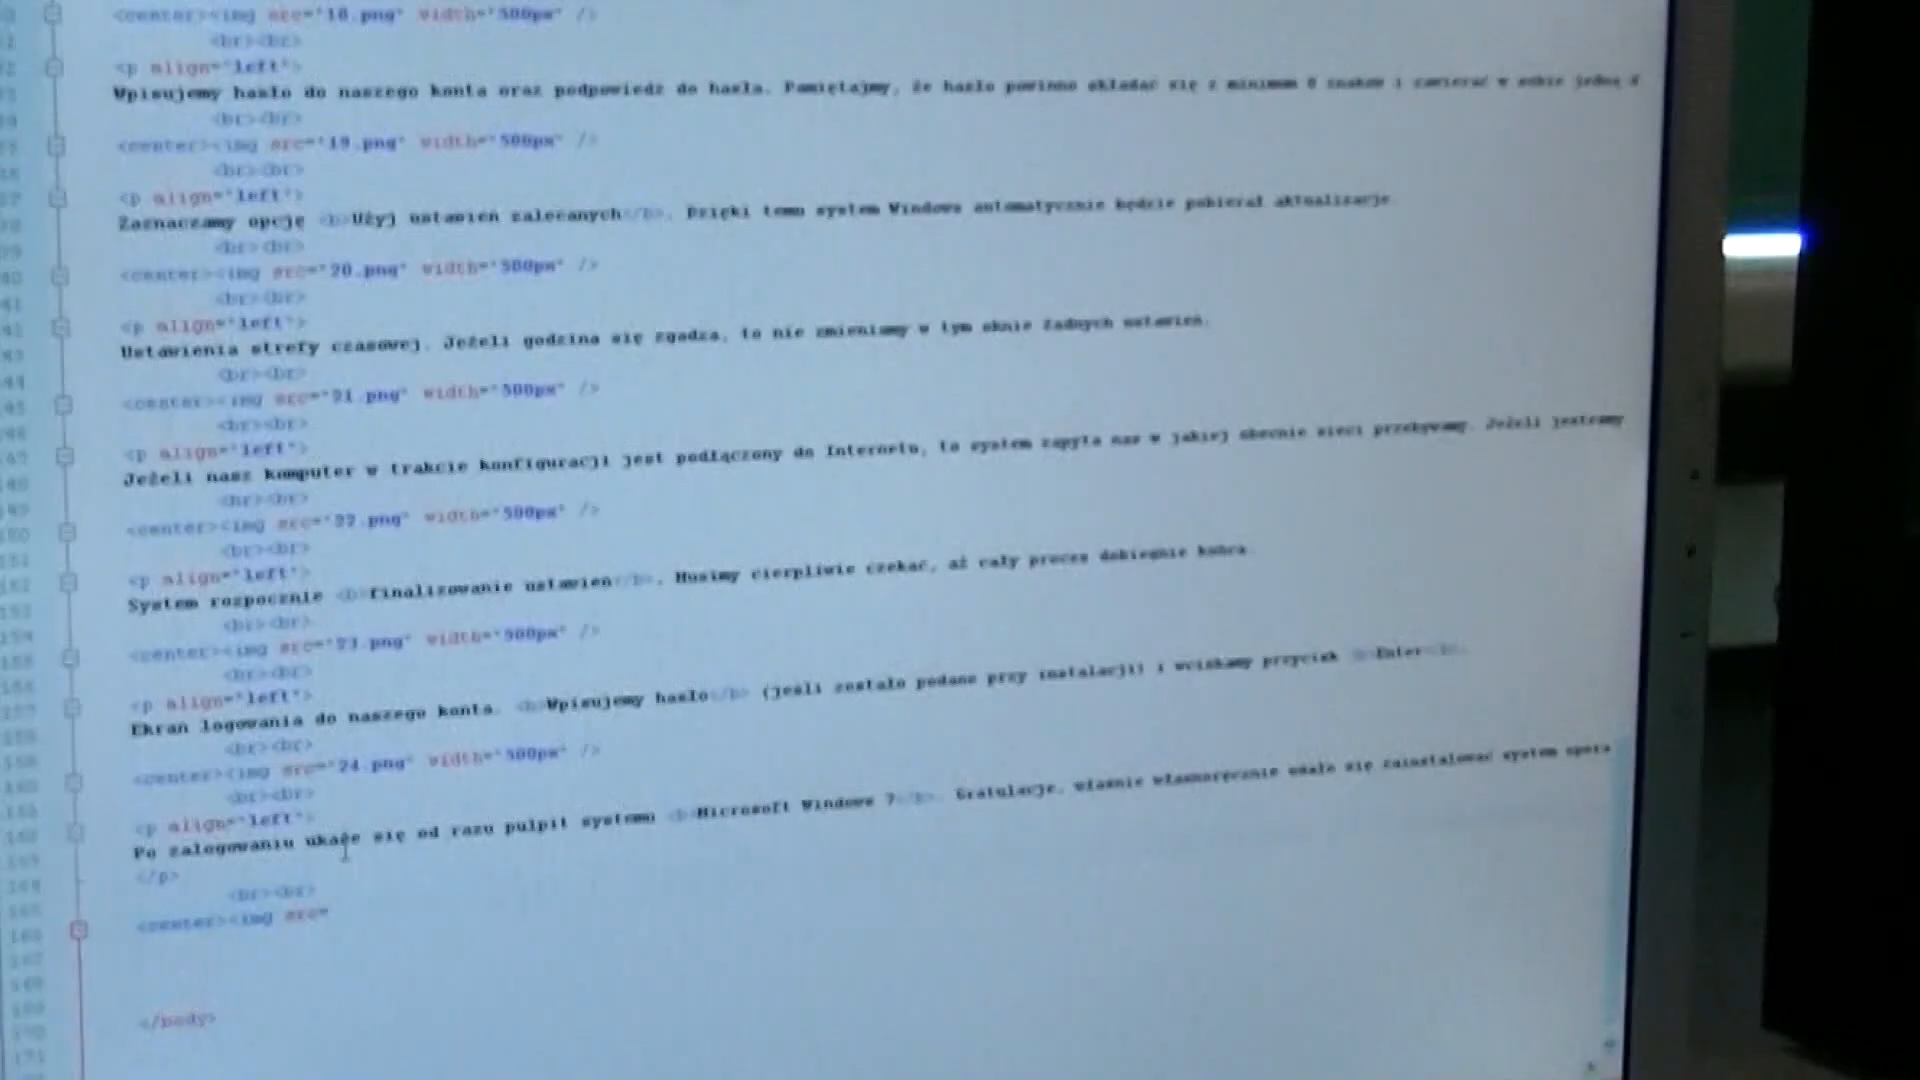 <center><img src="18.png" width="500px" />
<br><br>
<p align="left">
Wpisujemy hasło do naszego konta oraz podpowiedź do hasła. Pamiętajmy, że hasło powinno składać się z minimum 8 znaków i zawierać w sobie jedną
<br><br>
<center><img src="19.png" width="500px" />
<br><br>
<p align="left">
Zaznaczamy opcję <b>Użyj ustawień zalecanych</b>. Dzięki temu system Windows automatycznie będzie pobierał aktualizacje.
<br><br>
<center><img src="20.png" width="500px" />
<br><br>
<p align="left">
Ustawienia strefy czasowej. Jeżeli godzina się zgadza, to nie zmieniamy w tym oknie żadnych ustawień.
<br><br>
<center><img src="21.png" width="500px" />
<br><br>
<p align="left">
Jeżeli nasz komputer w trakcie konfiguracji jest podłączony do Internetu, to system zapyta nas w jakiej obecnie sieci przebywamy. Jeżeli jesteśmy
<br><br>
<center><img src="22.png" width="500px" />
<br><br>
<p align="left">
System rozpocznie <b>finalizowanie ustawień</b>. Musimy cierpliwie czekać, aż cały proces dobiegnie końca.
<br><br>
<center><img src="23.png" width="500px" />
<br><br>
<p align="left">
Ekran logowania do naszego konta. <b>Wpisujemy hasło</b> (jeśli zostało podane przy instalacji) i wciskamy przycisk <b>Enter</b>.
<br><br>
<center><img src="24.png" width="500px" />
<br><br>
<p align="left">
Po zalogowaniu ukaże się od razu pulpit systemu <b>Microsoft Windows 7</b>. Gratulacje, właśnie własnoręcznie udało się zainstalować system opera
</p>
<br><br>
<center><img src="
</body>